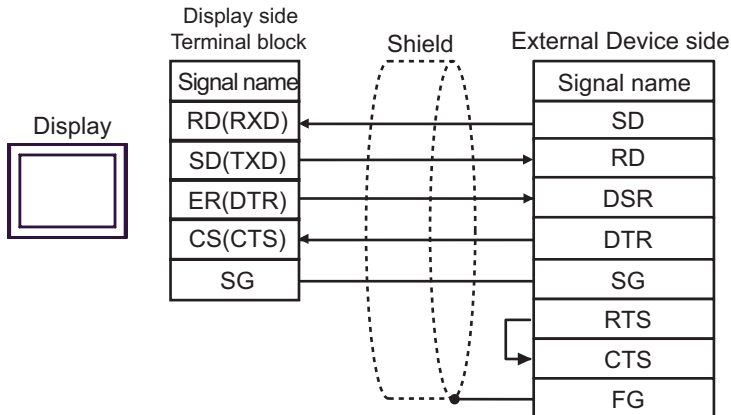 Display side
Terminal block
Shield
External Device side
Signal name
Signal name
Display
RD(RXD)
SD
SD(TXD)
RD
ER(DTR)
DSR
CS(CTS)
DTR
SG
SG
RTS
CTS
FG